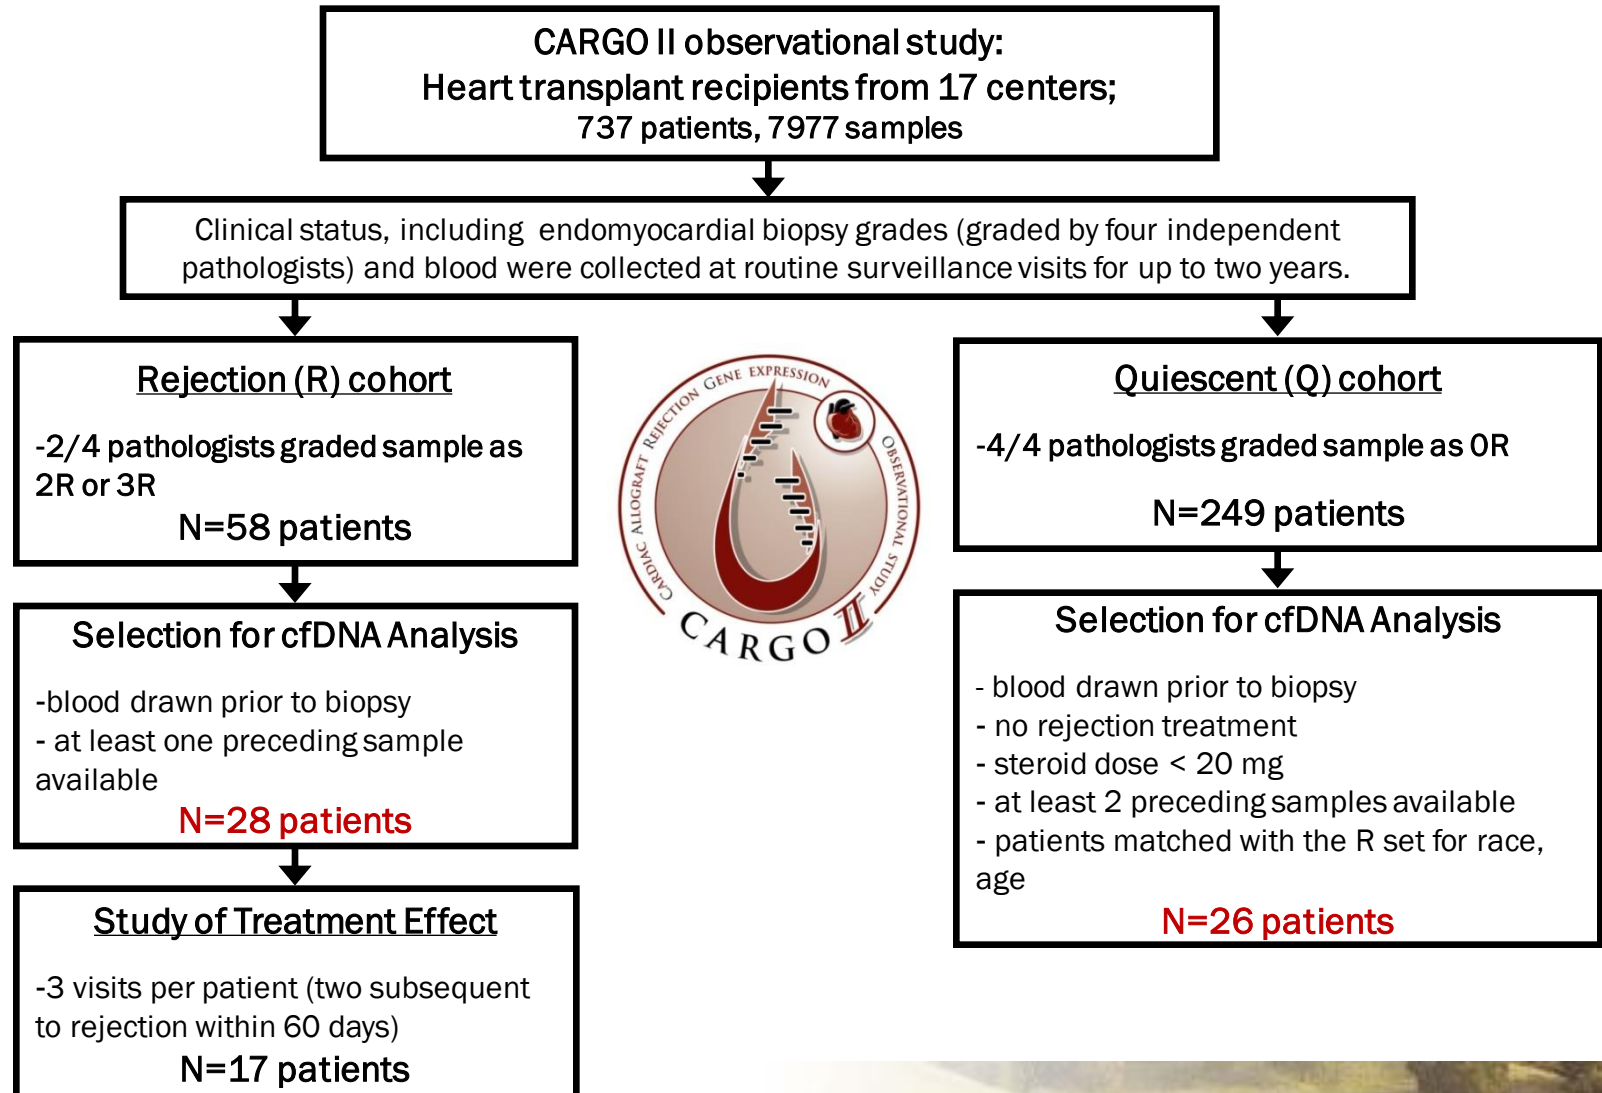 CARGO II observational study:
Heart transplant recipients from 17 centers;
737 patients, 7977 samples
Clinical status, including endomyocardial biopsy grades (graded by four independent
pathologists) and blood were collected at routine surveillance visits for up to two years.
Rejection (R) cohort
-2/4 pathologists graded sample as
2R or 3R
N=58 patients
Selection for cfDNA Analysis
-blood drawn prior to biopsy
- at least one preceding sample
available
N=28 patients
Study of Treatment Effect
-3 visits per patient (two subsequent
to rejection within 60 days)
N=17 patients
CARDIAC ALLOGRAFT REJECTION GENE EXPRESSION
OBSERVATIONAL STUDY
CARGO II
Quiescent (Q) cohort
-4/4 pathologists graded sample as 0R
N=249 patients
Selection for cfDNA Analysis
- blood drawn prior to biopsy
- no rejection treatment
- steroid dose < 20 mg
- at least 2 preceding samples available
- patients matched with the R set for race,
age
N=26 patients